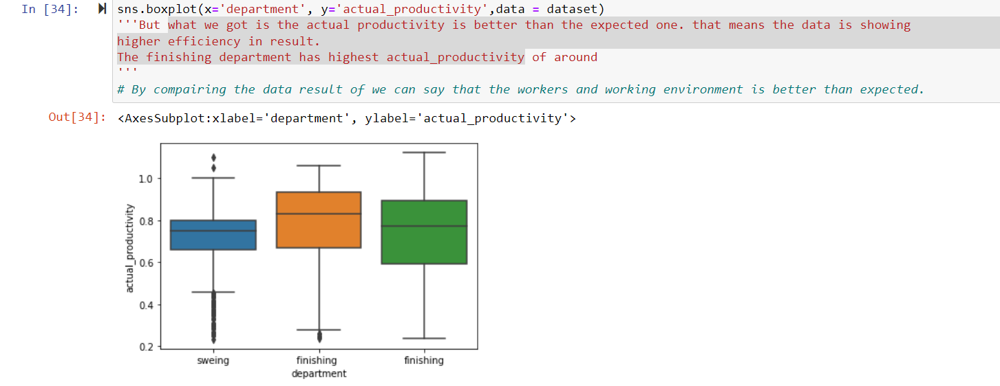 In [34]: sns.boxplot(x='department', y='actual_productivity',data = dataset)
'''But what we got is the actual productivity is better than the expected one. that means the data is showing
higher efficiency in result.
The finishing department has highest actual_productivity of around
'''
# By compairing the data result of we can say that the workers and working environment is better than expected.
Out[34]: <AxesSubplot:xlabel='department', ylabel='actual_productivity'>
1.0
0.8
0.6
0.4
0.2
actual_productivity
sweing finishing finishing
department